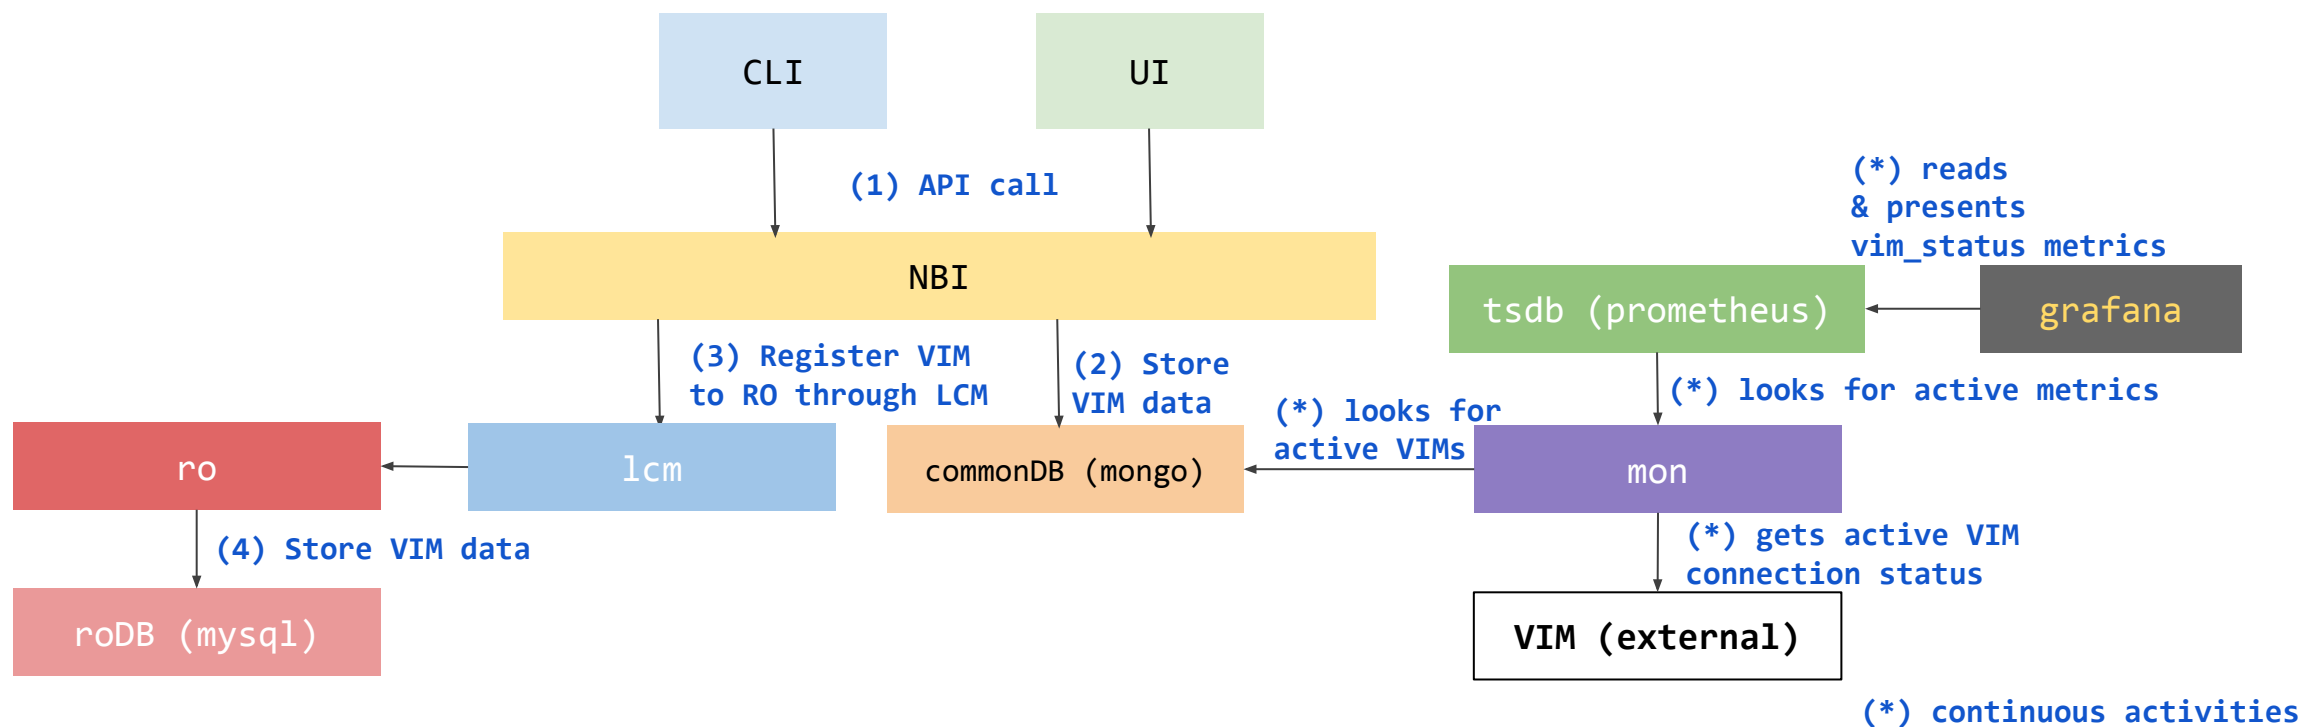 CLI
UI
(1) API call
(*) reads
& presents
vim_status metrics
NBI
tsdb (prometheus)
grafana
(3) Register VIM
to RO through LCM
(2) Store
VIM data
(*) looks for active metrics
(*) looks for
active VIMs
ro
lcm
commonDB (mongo)
mon
(4) Store VIM data
(*) gets active VIM
connection status
roDB (mysql)
VIM (external)
(*) continuous activities